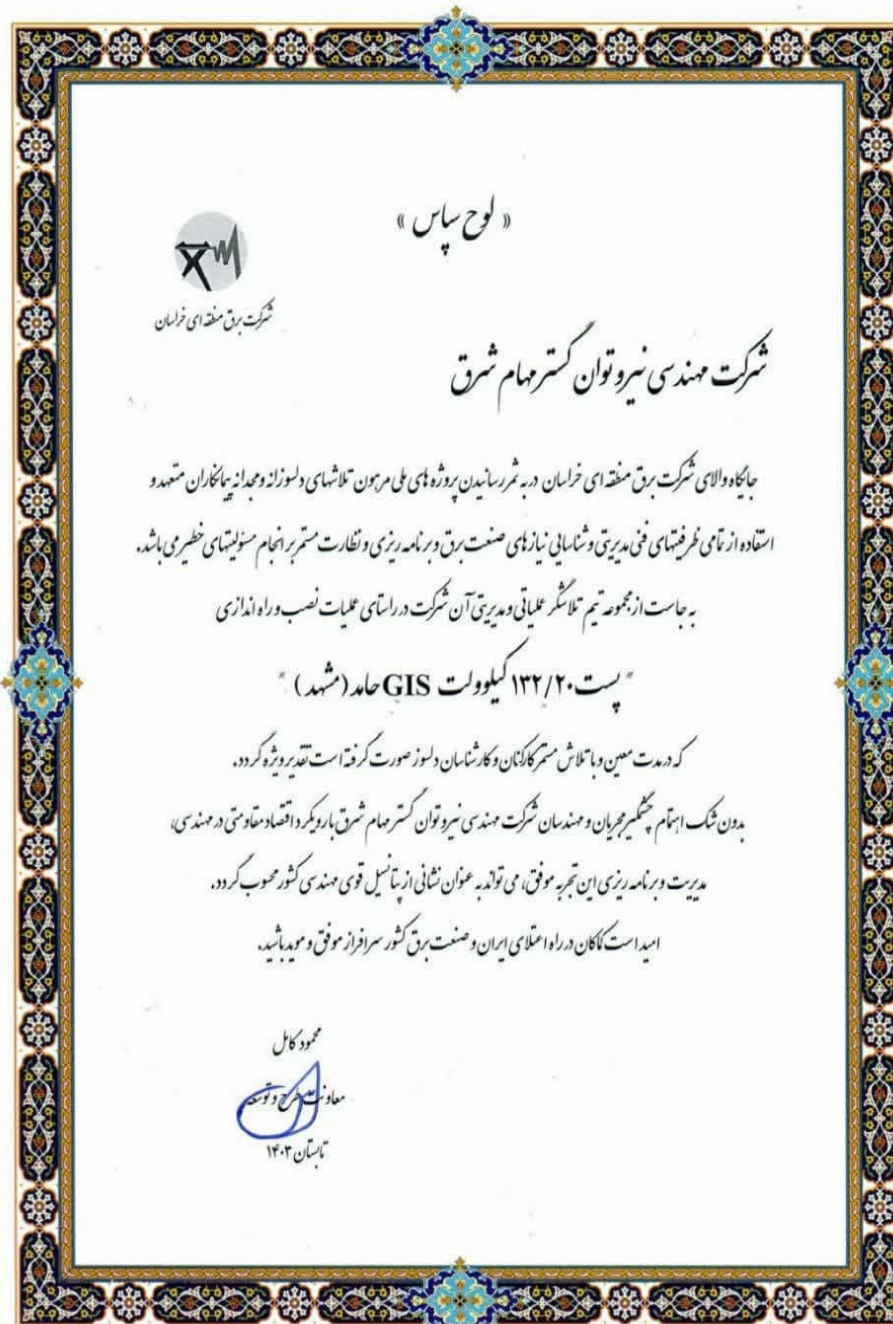 « لوح سپاس »
شرکت برق منطقه ای خراسان
شرکت مهندسی نیرو توان گستر مهام شرق
جایگاه والای شرکت برق منطقه ای خراسان در به ثمر رسانیدن پروژه های ملی مرهون تلاشهای دلسوزانه و مجدانه پیمانکاران متعهد و
استفاده از تمامی ظرفیتهای فنی مدیریتی و شناسایی نیازهای صنعت برق و برنامه ریزی و نظارت مستمر بر انجام مسئولیتهای خطیر می باشد.
به جاست از مجموعه تیم تلاشگر عملیاتی و مدیریتی آن شرکت در راستای عملیات نصب و راه اندازی
" پست ۱۳۲/۲۰ کیلوولت GIS حامد (مشهد) "
که در مدت معین و با تلاش مستمر کارکنان و کارشناسان دلسوز صورت گرفته است تقدیر ویژه گردد.
بدون شک اهتمام چشمگیر مجریان و مهندسان شرکت مهندسی نیرو توان گستر مهام شرق با رویکرد اقتصاد مقاومتی در مهندسی،
مدیریت و برنامه ریزی این تجربه موفق، می تواند به عنوان نشانی از پتانسیل قوی مهندسی کشور محسوب گردد.
امید است کماکان در راه اعتلای ایران و صنعت برق کشور سرافراز موفق و موید باشید.
محمود کامل
معاونت طرح و توسعه
تابستان ۱۴۰۳